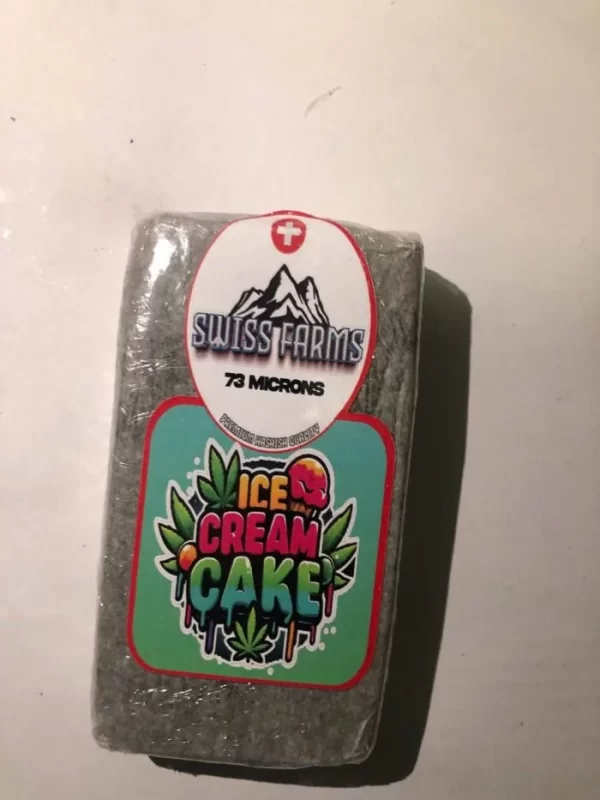 SWISS FARMS
73 MICRONS
PREMIUM HASHISH QUALITY
ICE
CREAM
CAKE